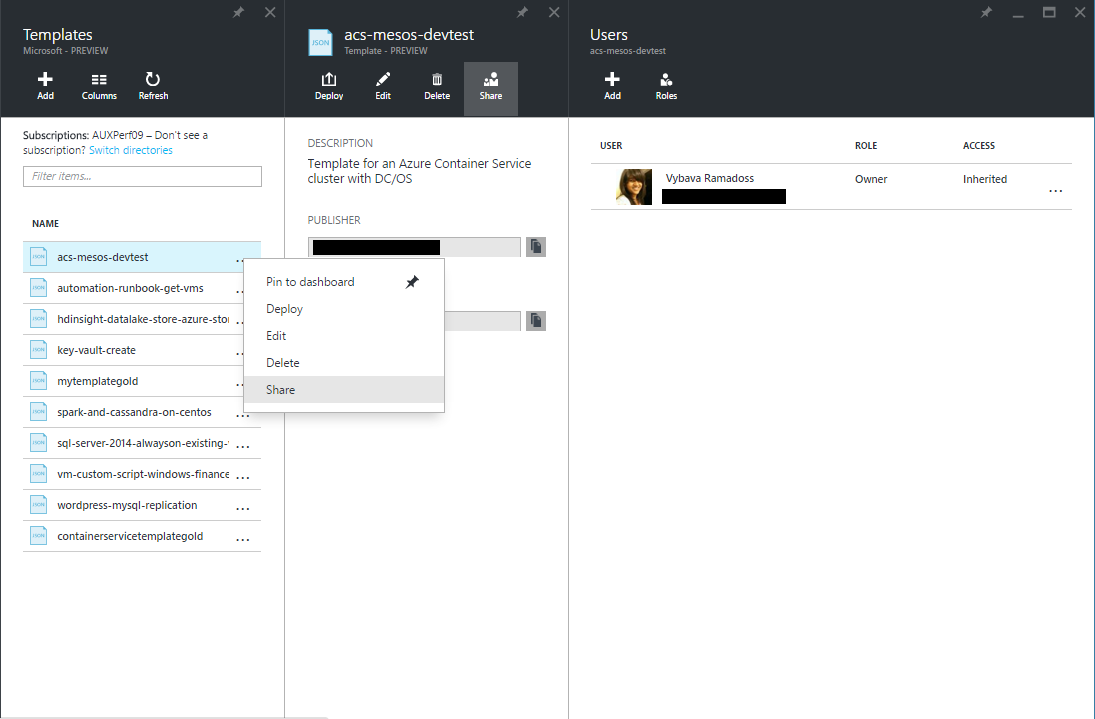 Templates
Microsoft - PREVIEW
Add
Columns
Refresh
Subscriptions: AUXPerf09 – Don't see a
subscription? Switch directories
Filter items...
NAME
JSON
acs-mesos-devtest
...
JSON
automation-runbook-get-vms
JSON
hdinsight-datalake-store-azure-stor
JSON
key-vault-create
JSON
mytemplategold
JSON
spark-and-cassandra-on-centos
...
JSON
sql-server-2014-alwayson-existing-
...
JSON
vm-custom-script-windows-finance
...
JSON
wordpress-mysql-replication
...
JSON
containerservicetemplategold
...
JSON
acs-mesos-devtest
Template - PREVIEW
Deploy
Edit
Delete
Share
DESCRIPTION
Template for an Azure Container Service
cluster with DC/OS
PUBLISHER
Pin to dashboard
Deploy
Edit
Delete
Share
Users
acs-mesos-devtest
Add
Roles
USER ROLE ACCESS
Vybava Ramadoss Owner Inherited ...